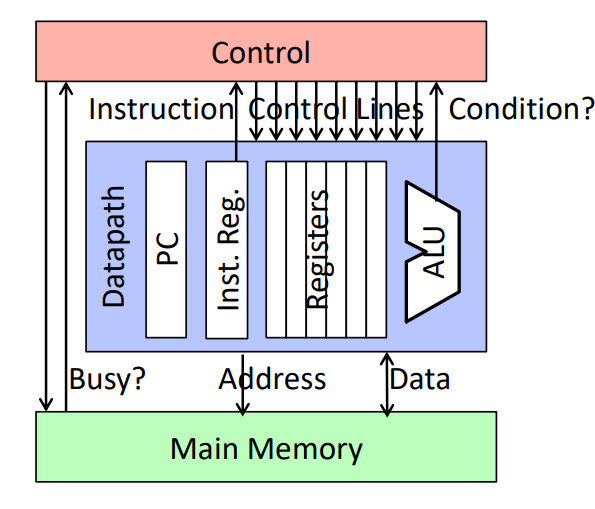 Control
Instruction Control Lines Condition?
Datapath
PC
Inst. Reg.
Registers
ALU
Busy? Address Data
Main Memory